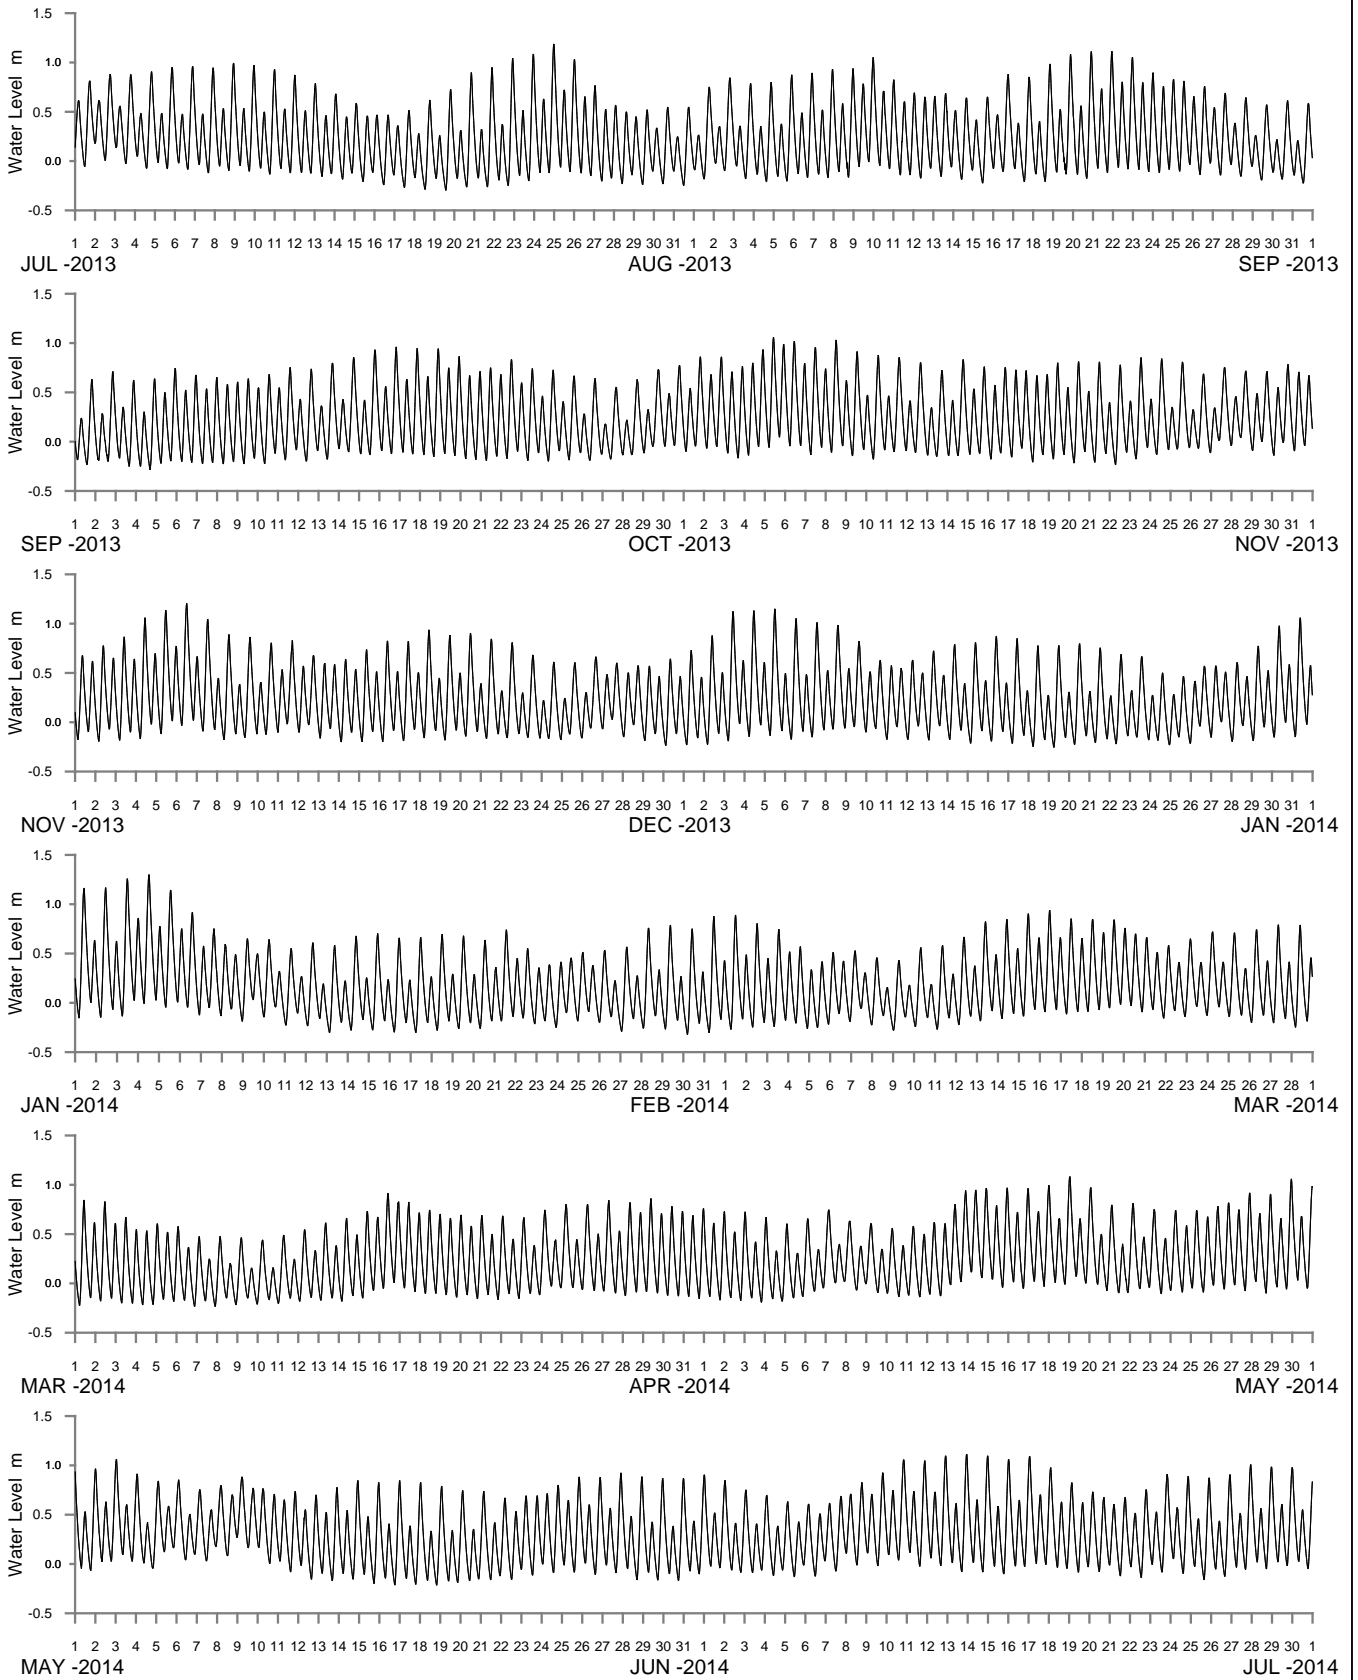 1.5
1.0
0.5
0.0
-0.5
Water Level m
1 2 3 4 5 6 7 8 9 10 11 12 13 14 15 16 17 18 19 20 21 22 23 24 25 26 27 28 29 30 31 1 2 3 4 5 6 7 8 9 10 11 12 13 14 15 16 17 18 19 20 21 22 23 24 25 26 27 28 29 30 31 1
JUL -2013 AUG -2013 SEP -2013
1.5
1.0
0.5
0.0
-0.5
Water Level m
1 2 3 4 5 6 7 8 9 10 11 12 13 14 15 16 17 18 19 20 21 22 23 24 25 26 27 28 29 30 1 2 3 4 5 6 7 8 9 10 11 12 13 14 15 16 17 18 19 20 21 22 23 24 25 26 27 28 29 30 31 1
SEP -2013 OCT -2013 NOV -2013
1.5
1.0
0.5
0.0
-0.5
Water Level m
1 2 3 4 5 6 7 8 9 10 11 12 13 14 15 16 17 18 19 20 21 22 23 24 25 26 27 28 29 30 1 2 3 4 5 6 7 8 9 10 11 12 13 14 15 16 17 18 19 20 21 22 23 24 25 26 27 28 29 30 31 1
NOV -2013 DEC -2013 JAN -2014
1.5
1.0
0.5
0.0
-0.5
Water Level m
1 2 3 4 5 6 7 8 9 10 11 12 13 14 15 16 17 18 19 20 21 22 23 24 25 26 27 28 29 30 31 1 2 3 4 5 6 7 8 9 10 11 12 13 14 15 16 17 18 19 20 21 22 23 24 25 26 27 28 1
JAN -2014 FEB -2014 MAR -2014
1.5
1.0
0.5
0.0
-0.5
Water Level m
1 2 3 4 5 6 7 8 9 10 11 12 13 14 15 16 17 18 19 20 21 22 23 24 25 26 27 28 29 30 31 1 2 3 4 5 6 7 8 9 10 11 12 13 14 15 16 17 18 19 20 21 22 23 24 25 26 27 28 29 30 1
MAR -2014 APR -2014 MAY -2014
1.5
1.0
0.5
0.0
-0.5
Water Level m
1 2 3 4 5 6 7 8 9 10 11 12 13 14 15 16 17 18 19 20 21 22 23 24 25 26 27 28 29 30 31 1 2 3 4 5 6 7 8 9 10 11 12 13 14 15 16 17 18 19 20 21 22 23 24 25 26 27 28 29 30 1
MAY -2014 JUN -2014 JUL -2014